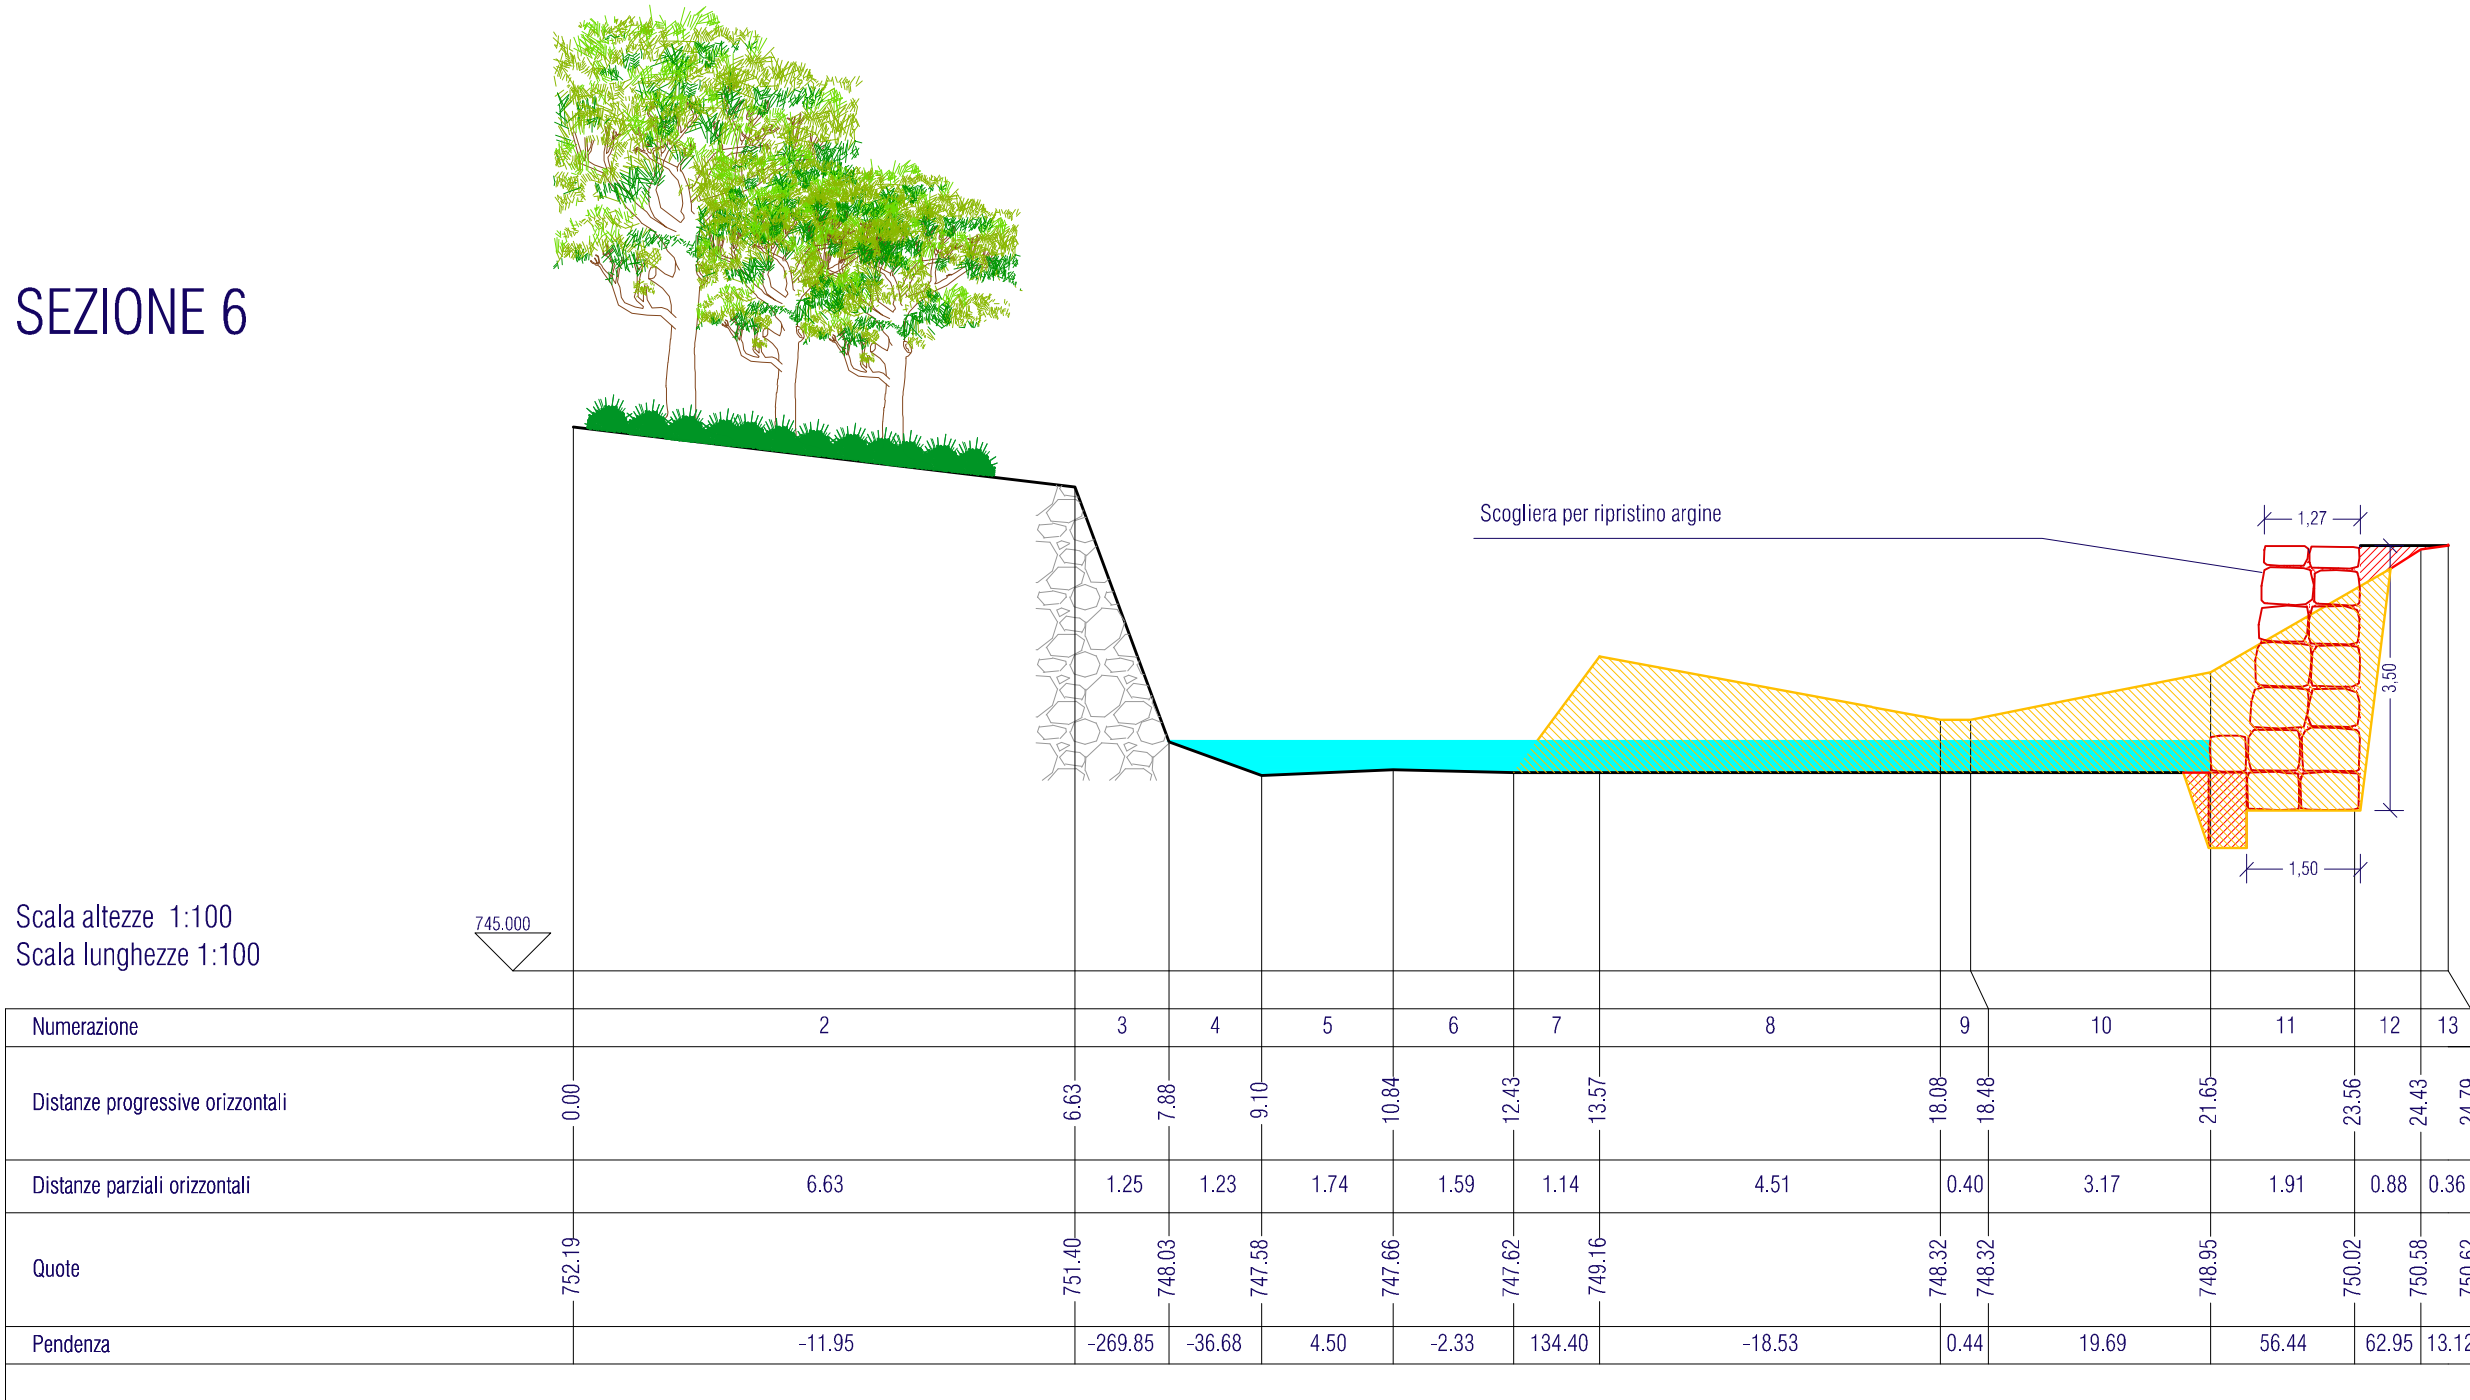 Scogliera per ripristino argine
1,27
SEZIONE 6
3,50
1,50
Scala altezze 1:100
Scala lunghezze 1:100
745.000
Numerazione 2 3 4 5 6 7 8 9 10 11 12 13
Distanze progressive orizzontali 0.00 6.63 7.88 9.10 10.84 12.43 13.57 18.08 18.48 21.65 23.56 24.43 24.79
Distanze parziali orizzontali 6.63 1.25 1.23 1.74 1.59 1.14 4.51 0.40 3.17 1.91 0.88 0.36
Quote 752.19 751.40 748.03 747.58 747.66 747.62 749.16 748.32 748.32 748.95 750.02 750.58
Pendenza -11.95 -269.85 -36.68 4.50 -2.33 134.40 -18.53 0.44 19.69 56.44 62.95 13.12